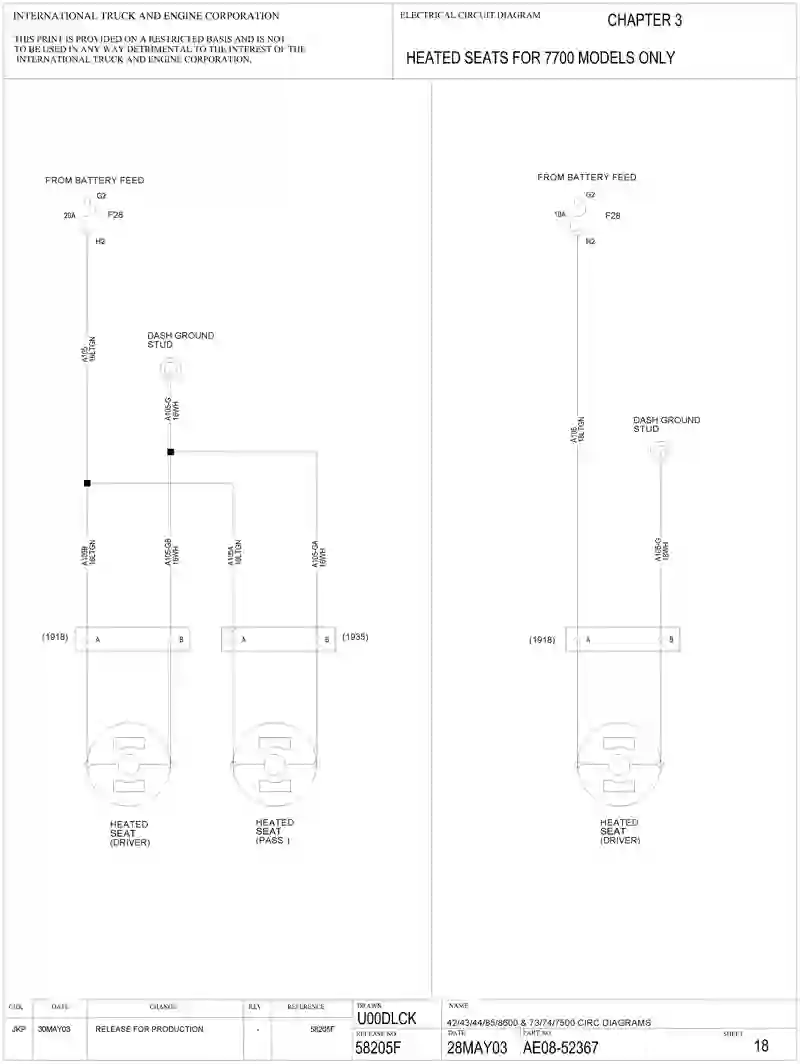 INTERNATIONAL TRUCK AND ENGINE CORPORATION
THIS PRINT IS PROVIDED ON A RESTRICTED BASIS AND IS NOT
TO BE USED IN ANY WAY DETRIMENTAL TO THE INTEREST OF THE
INTERNATIONAL TRUCK AND ENGINE CORPORATION.
ELECTRICAL CIRCUIT DIAGRAM
CHAPTER 3
HEATED SEATS FOR 7700 MODELS ONLY
FROM BATTERY FEED
G2
20A
F28
H2
A105
16LTGN
DASH GROUND
STUD
A105-G
16WH
A105B
16LTGN
A105-GB
16WH
A105A
16LTGN
A105-GA
16WH
(1918)
A
B
A
B
(1935)
HEATED
SEAT
(DRIVER)
HEATED
SEAT
(PASS )
FROM BATTERY FEED
G2
10A
F28
H2
A105
16LTGN
DASH GROUND
STUD
A105-G
16WH
(1918)
A
B
HEATED
SEAT
(DRIVER)
CHK. DATE CHANGE REV REFERENCE
JKP 30MAY03 RELEASE FOR PRODUCTION - 58205F
DRAWN
U00DLCK
RELEASE NO
58205F
NAME
42/43/44/85/8600 & 73/74/7500 CIRC DIAGRAMS
DATE
28MAY03
PART NO.
AE08-52367
SHEET
18